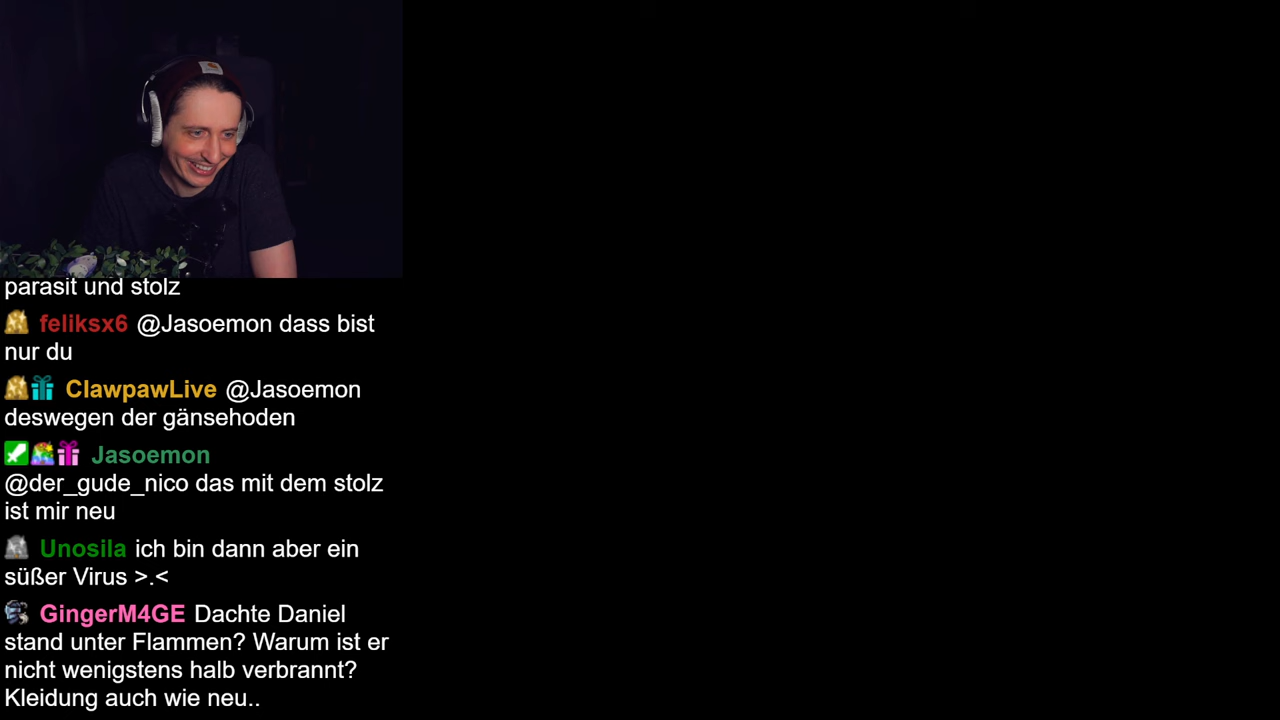 parasit und stolz
feliksx6 @Jasoemon dass bist
nur du
ClawpawLive @Jasoemon
deswegen der gänsehoden
Jasoemon
@der_gude_nico das mit dem stolz
ist mir neu
Unosila ich bin dann aber ein
süßer Virus >.<
GingerM4GE Dachte Daniel
stand unter Flammen? Warum ist er
nicht wenigstens halb verbrannt?
Kleidung auch wie neu..